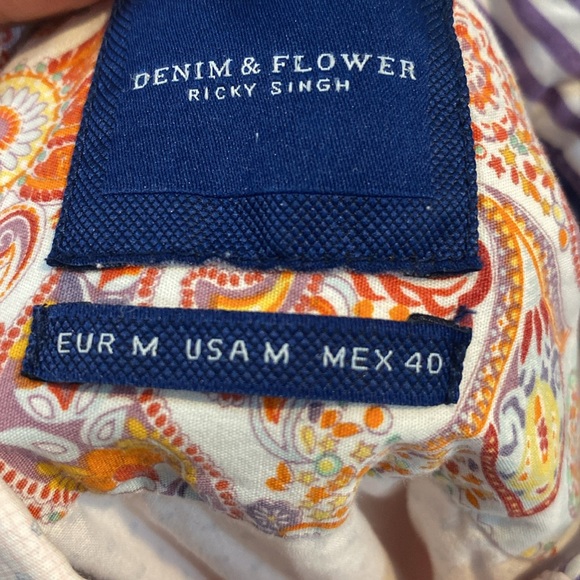 DENIM & FLOWER
RICKY SINGH
EUR M USA M MEX 40